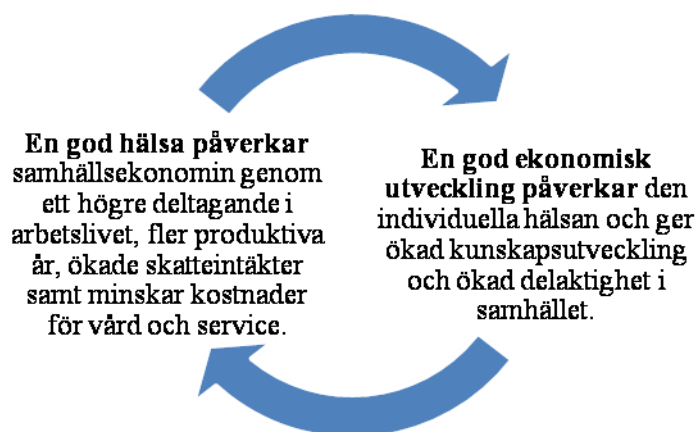 En god hälsa påverkar
samhällsekonomin genom
ett högre deltagande i
arbetslivet, fler produktiva
år, ökade skatteintäkter
samt minskar kostnader
för vård och service.
En god ekonomisk
utveckling påverkar den
individuella hälsan och ger
ökad kunskapsutveckling
och ökad delaktighet i
samhället.